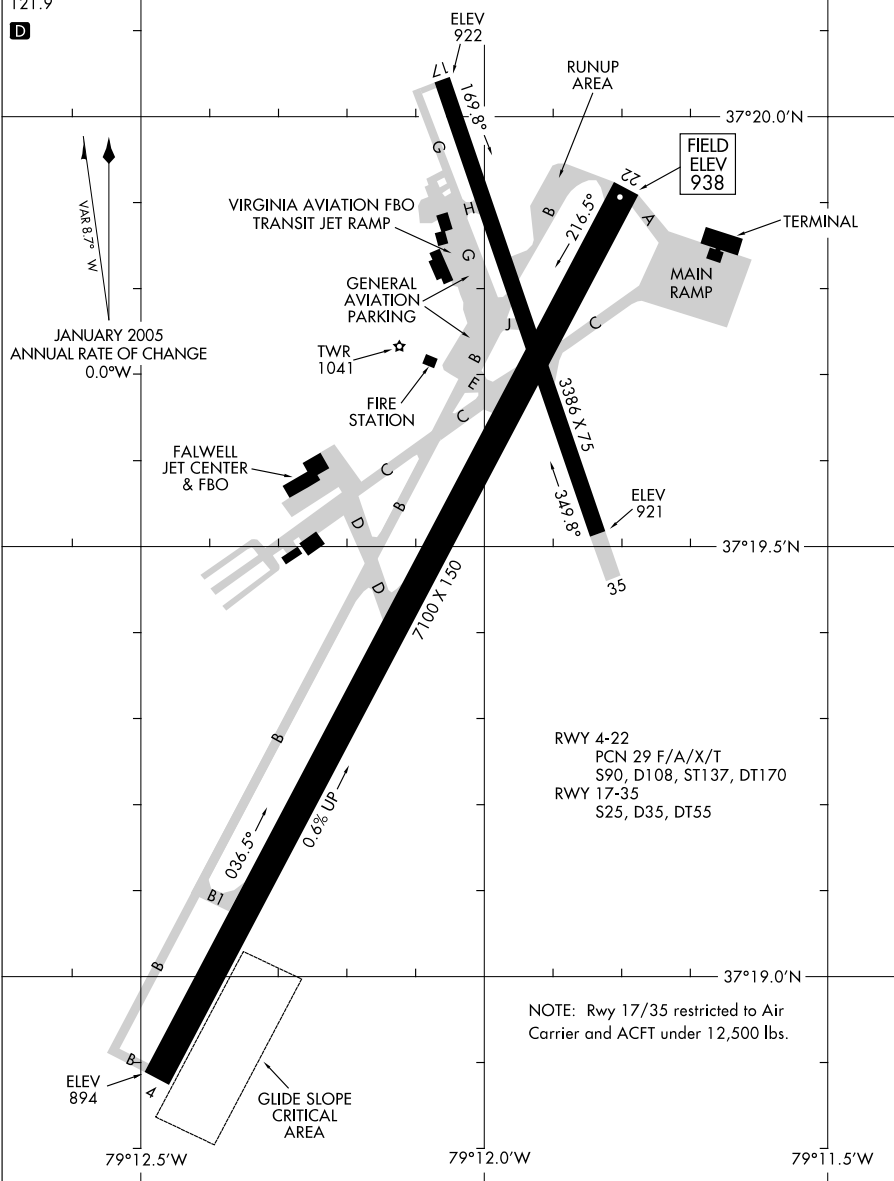 121.9
D
ELEV
922
17
169.8°
RUNUP
AREA
37°20.0'N
FIELD
ELEV
938
22
G
VAR 8.7° W
VIRGINIA AVIATION FBO
TRANSIT JET RAMP
H
B
216.5°
A
TERMINAL
G
MAIN
RAMP
GENERAL
AVIATION
PARKING
J
C
JANUARY 2005
ANNUAL RATE OF CHANGE
0.0°W
TWR
1041
B
E
FIRE
STATION
C
3386 X 75
FALWELL
JET CENTER
& FBO
C
B
D
349.8°
ELEV
921
37°19.5'N
D
35
7100 X 150
B
RWY 4-22
PCN 29 F/A/X/T
S90, D108, ST137, DT170
RWY 17-35
S25, D35, DT55
0.6% UP
036.5°
B1
B
37°19.0'N
NOTE: Rwy 17/35 restricted to Air
Carrier and ACFT under 12,500 lbs.
B
ELEV
894
4
GLIDE SLOPE
CRITICAL
AREA
79°12.5'W
79°12.0'W
79°11.5'W